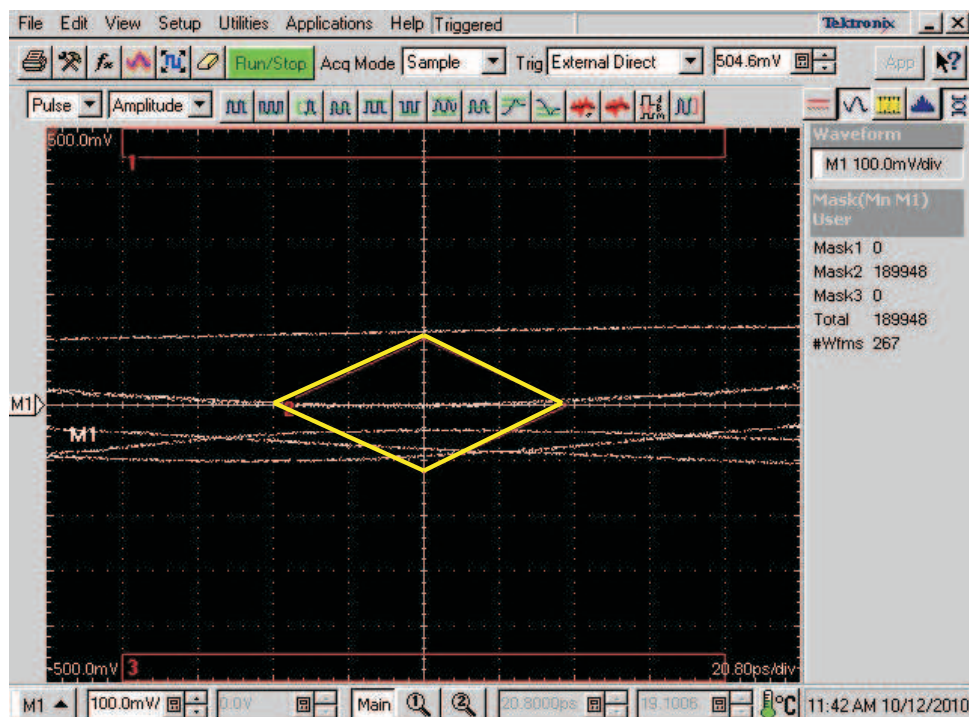 File Edit View Setup Utilities Applications Help Triggered Tektronix
Run/Stop Acq Mode Sample Trig External Direct 504.6mV App
Pulse Amplitude
500.0mV
1
Waveform
M1 100.0mV/div
Mask(Mn M1)
User
Mask1 0
Mask2 189948
Mask3 0
Total 189948
#Wfms 267
M1
2
M1
-500.0mV 3 20.80ps/div
M1 100.0mV/ 0.0V Main 1 2 20.8000ps 19.1006 °C 11:42 AM 10/12/2010